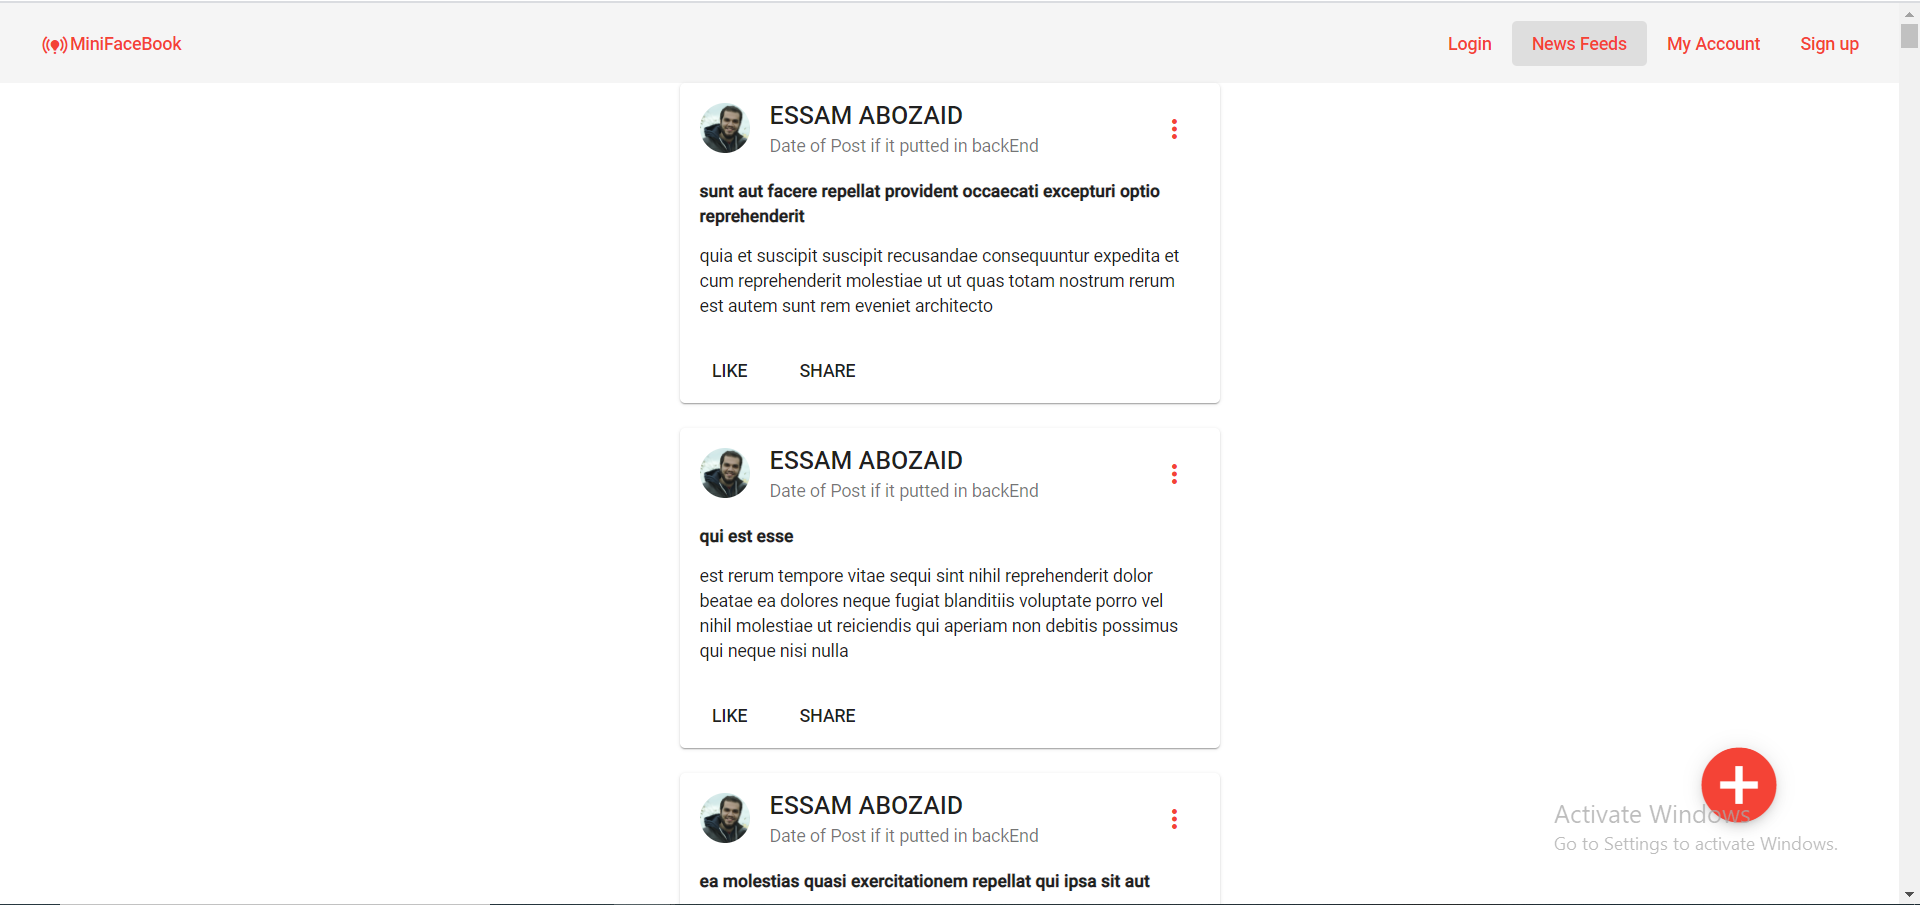 MiniFaceBook
Login
News Feeds
My Account
Sign up
ESSAM ABOZAID
Date of Post if it putted in backEnd
sunt aut facere repellat provident occaecati excepturi optio
reprehenderit
quia et suscipit suscipit recusandae consequuntur expedita et
cum reprehenderit molestiae ut ut quas totam nostrum rerum
est autem sunt rem eveniet architecto
LIKE
SHARE
ESSAM ABOZAID
Date of Post if it putted in backEnd
qui est esse
est rerum tempore vitae sequi sint nihil reprehenderit dolor
beatae ea dolores neque fugiat blanditiis voluptate porro vel
nihil molestiae ut reiciendis qui aperiam non debitis possimus
qui neque nisi nulla
LIKE
SHARE
ESSAM ABOZAID
Date of Post if it putted in backEnd
ea molestias quasi exercitationem repellat qui ipsa sit aut
Activate Windows
Go to Settings to activate Windows.